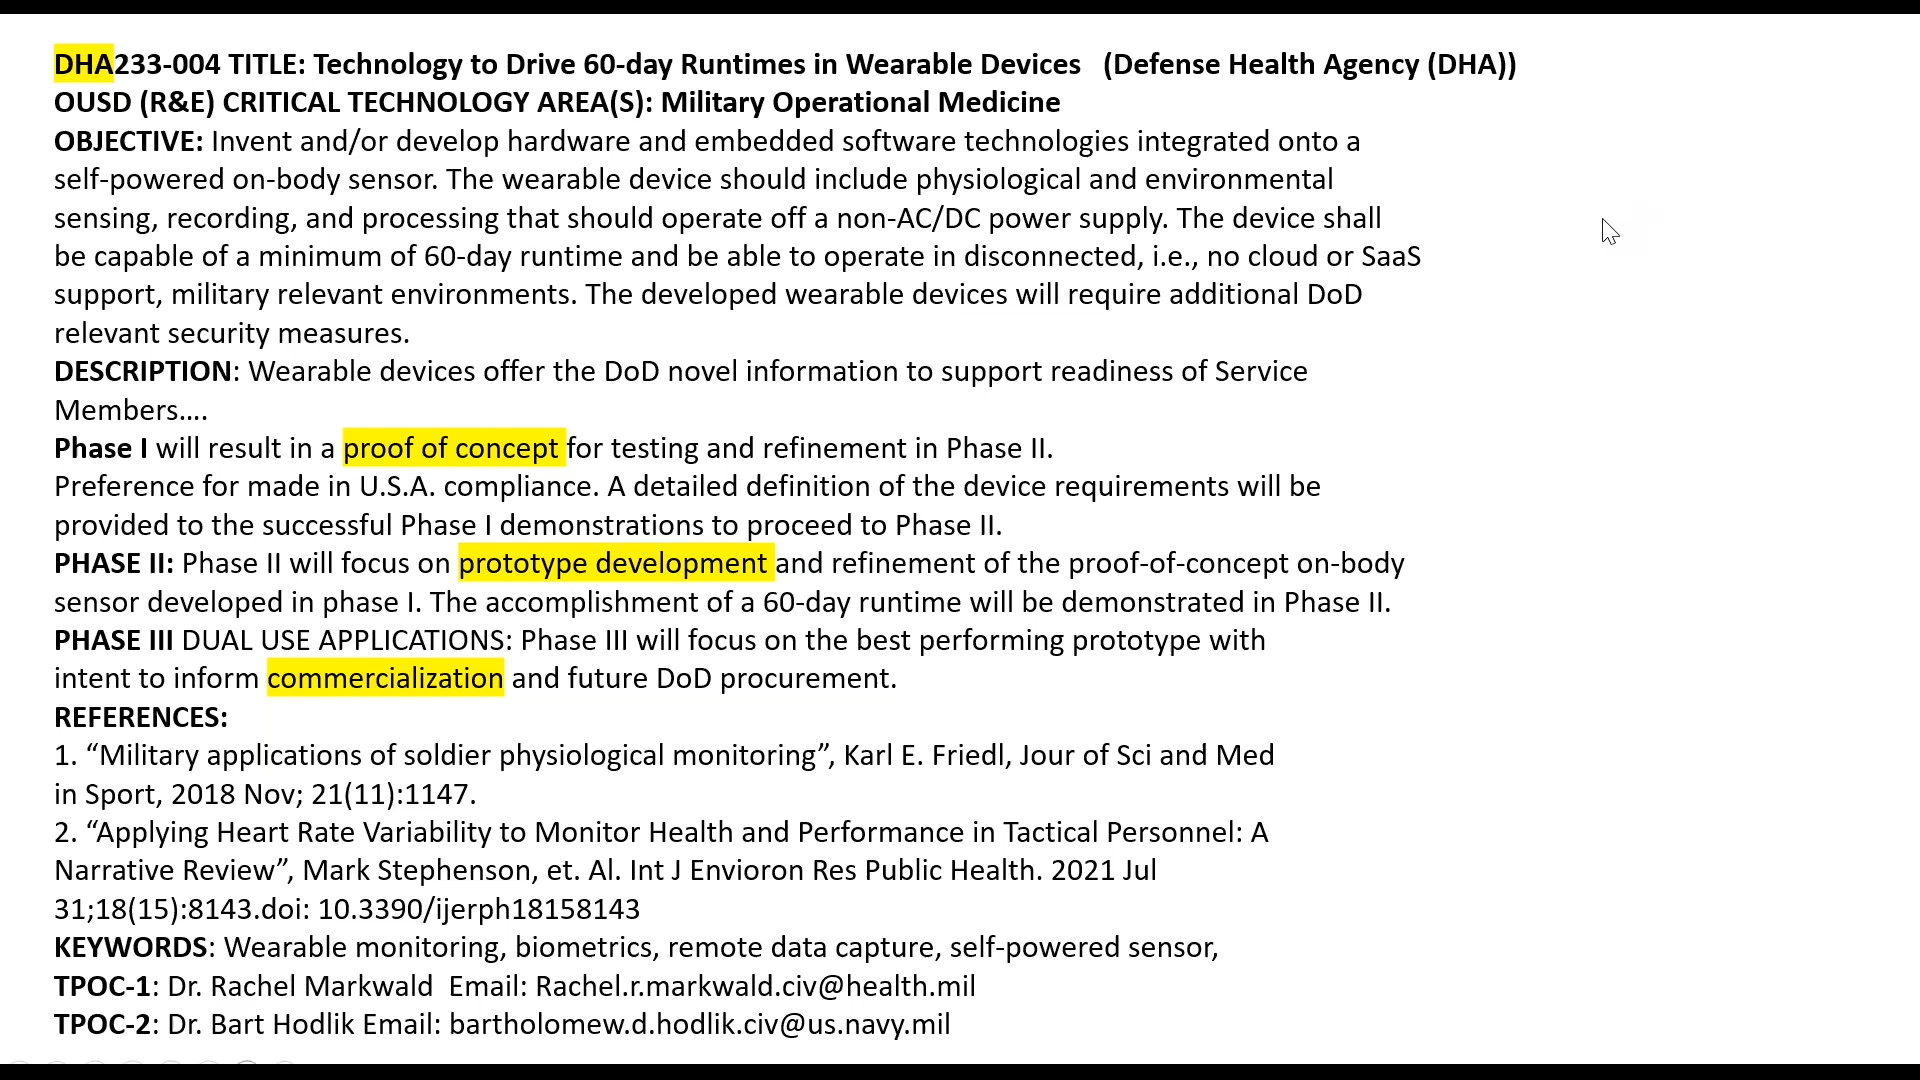 DHA233-004 TITLE: Technology to Drive 60-day Runtimes in Wearable Devices (Defense Health Agency (DHA))
OUSD (R&E) CRITICAL TECHNOLOGY AREA(S): Military Operational Medicine
OBJECTIVE: Invent and/or develop hardware and embedded software technologies integrated onto a
self-powered on-body sensor. The wearable device should include physiological and environmental
sensing, recording, and processing that should operate off a non-AC/DC power supply. The device shall
be capable of a minimum of 60-day runtime and be able to operate in disconnected, i.e., no cloud or SaaS
support, military relevant environments. The developed wearable devices will require additional DoD
relevant security measures.
DESCRIPTION: Wearable devices offer the DoD novel information to support readiness of Service
Members....
Phase I will result in a proof of concept for testing and refinement in Phase II.
Preference for made in U.S.A. compliance. A detailed definition of the device requirements will be
provided to the successful Phase I demonstrations to proceed to Phase II.
PHASE II: Phase II will focus on prototype development and refinement of the proof-of-concept on-body
sensor developed in phase I. The accomplishment of a 60-day runtime will be demonstrated in Phase II.
PHASE III DUAL USE APPLICATIONS: Phase III will focus on the best performing prototype with
intent to inform commercialization and future DoD procurement.
REFERENCES:
1. “Military applications of soldier physiological monitoring”, Karl E. Friedl, Jour of Sci and Med
in Sport, 2018 Nov; 21(11):1147.
2. “Applying Heart Rate Variability to Monitor Health and Performance in Tactical Personnel: A
Narrative Review”, Mark Stephenson, et. Al. Int J Envioron Res Public Health. 2021 Jul
31;18(15):8143.doi: 10.3390/ijerph18158143
KEYWORDS: Wearable monitoring, biometrics, remote data capture, self-powered sensor,
TPOC-1: Dr. Rachel Markwald Email: Rachel.r.markwald.civ@health.mil
TPOC-2: Dr. Bart Hodlik Email: bartholomew.d.hodlik.civ@us.navy.mil